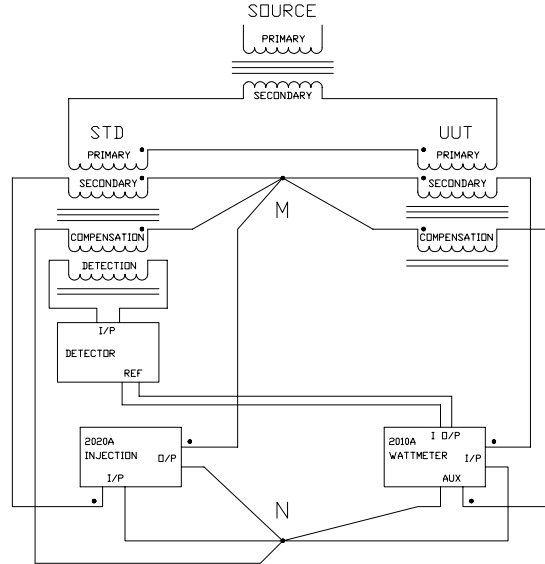 SOURCE
PRIMARY
SECONDARY
STD
UUT
PRIMARY
PRIMARY
SECONDARY
SECONDARY
M
COMPENSATION
COMPENSATION
DETECTION
I/P
DETECTOR
REF
2020A
INJECTION
O/P
I/P
I O/P
2010A
WATTMETER
I/P
AUX
N